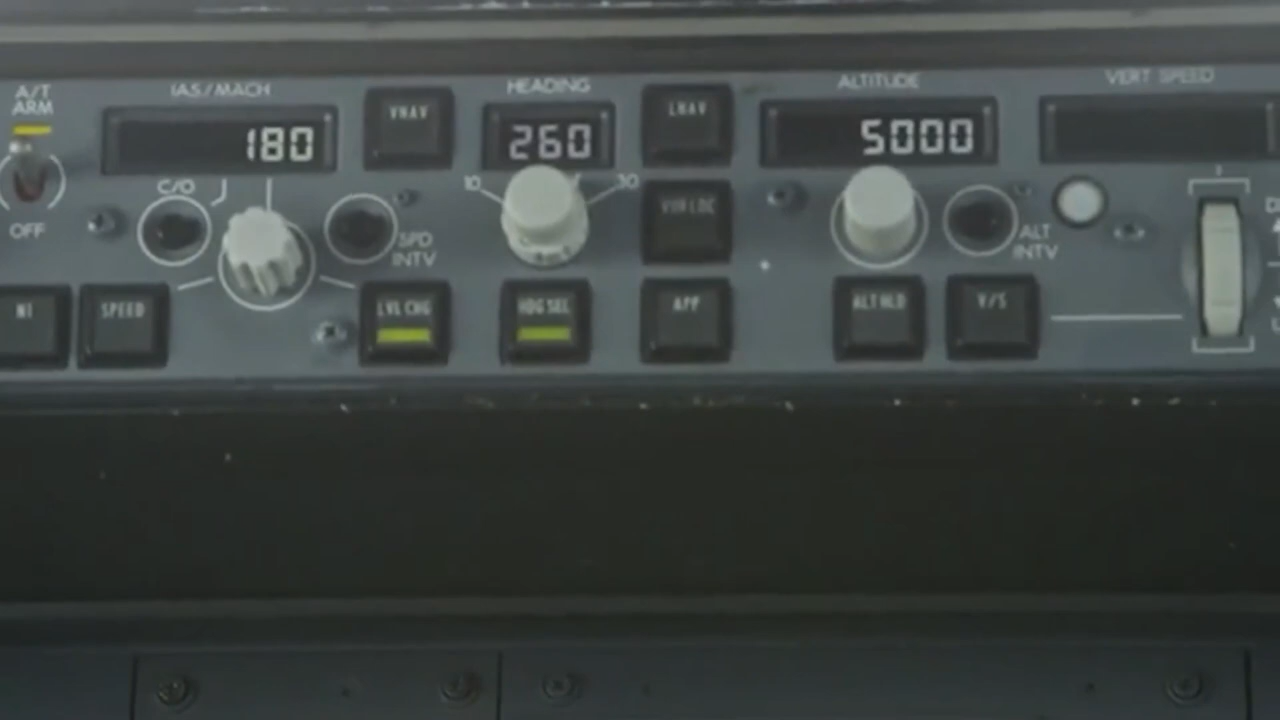 A/T
ARM
OFF
IAS/MACH
180
C/O
SPD
INTV
N1
SPEED
VNAV
LVL CHG
HEADING
260
10
30
HDG SEL
LNAV
VOR LOC
APP
ALTITUDE
5000
ALT
INTV
ALT HLD
V/S
VERT SPEED